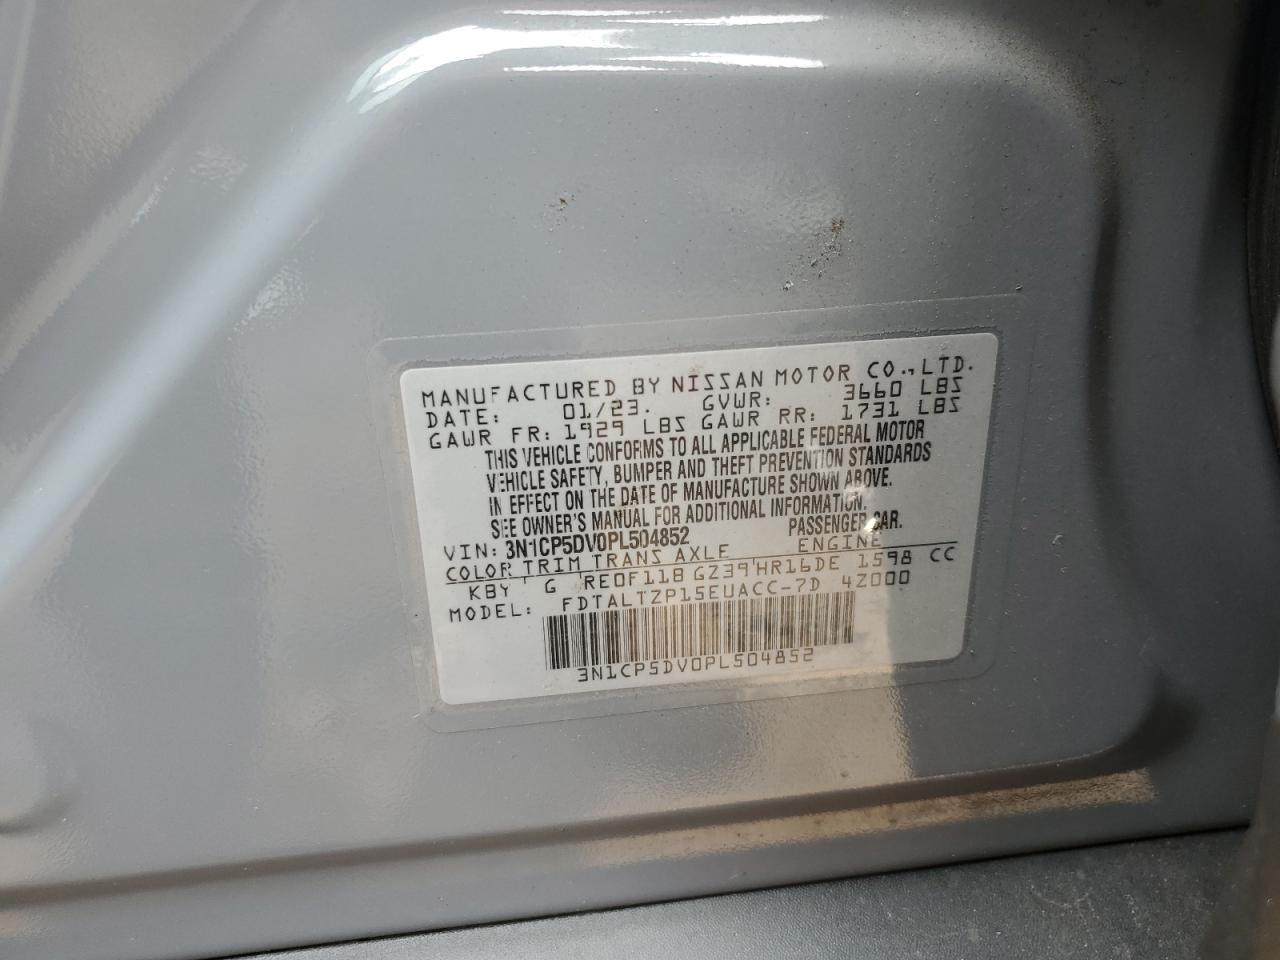 MANUFACTURED BY NISSAN MOTOR CO.,LTD.
DATE: 01/23. GVWR: 3660 LBS
GAWR FR: 1929 LBS GAWR RR: 1731 LBS
THIS VEHICLE CONFORMS TO ALL APPLICABLE FEDERAL MOTOR
VEHICLE SAFETY, BUMPER AND THEFT PREVENTION STANDARDS
IN EFFECT ON THE DATE OF MANUFACTURE SHOWN ABOVE.
SEE OWNER'S MANUAL FOR ADDITIONAL INFORMATION.
VIN: 3N1CP5DV0PL504852 PASSENGER CAR.
COLOR TRIM TRANS AXLE ENGINE
KBY G RE0F11B GZ39 HR16DE 1598 CC
MODEL: FDTALTZP15EUACC-7D 4Z000
3N1CP5DV0PL504852